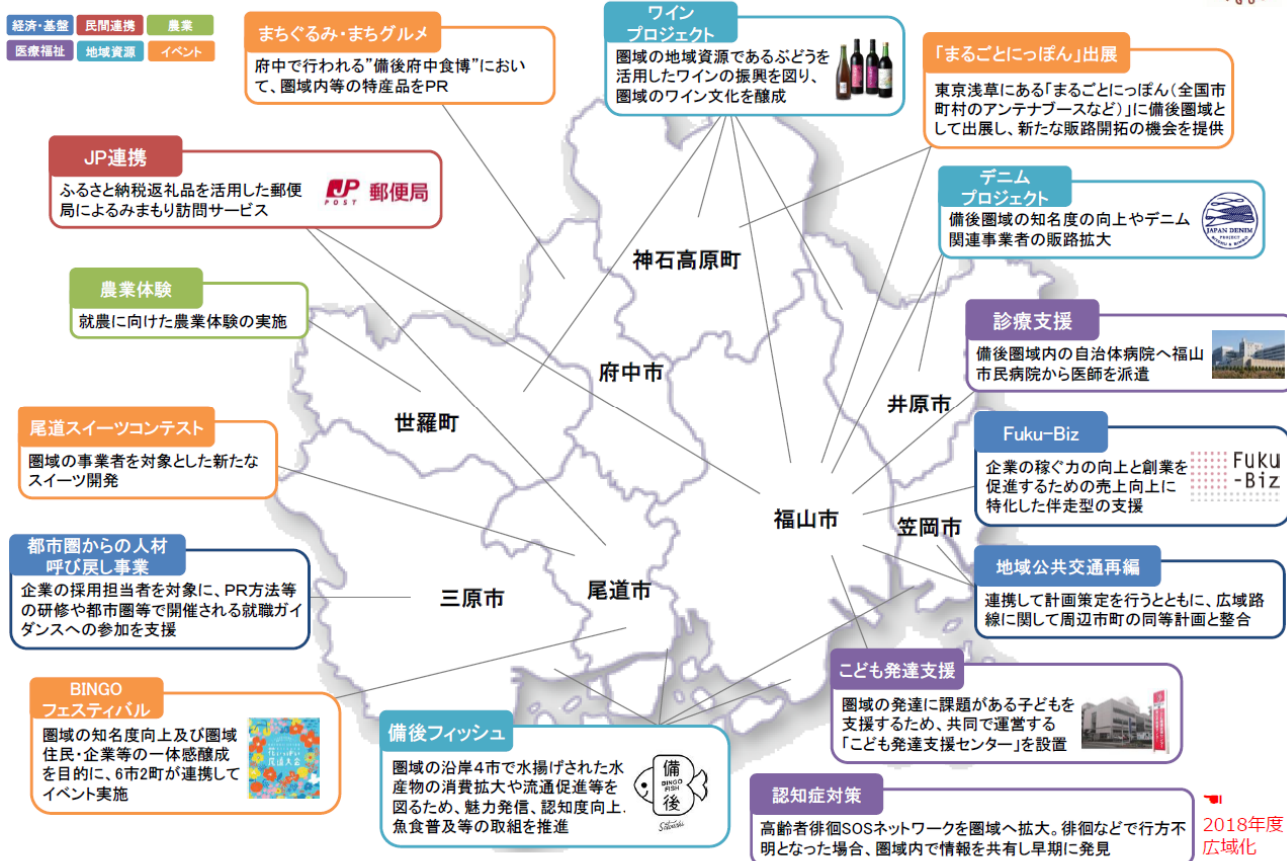 経済・基盤
民間連携
農業
医療福祉
地域資源
イベント
まちぐるみ・まちグルメ
府中で行われる”備後府中食博”におい
て、圏域内等の特産品をPR
ワイン
プロジェクト
圏域の地域資源であるぶどうを
活用したワインの振興を図り、
圏域のワイン文化を醸成
「まるごとにっぽん」出展
東京浅草にある「まるごとにっぽん(全国市
町村のアンテナブースなど)」に備後圏域と
して出展し、新たな販路開拓の機会を提供
JP連携
ふるさと納税返礼品を活用した郵便
局によるみまもり訪問サービス
JP
POST
郵便局
デニム
プロジェクト
備後圏域の知名度の向上やデニム
関連事業者の販路拡大
JAPAN DENIM
PROJECT
農業体験
就農に向けた農業体験の実施
診療支援
備後圏域内の自治体病院へ福山
市民病院から医師を派遣
神石高原町
府中市
世羅町
井原市
福山市
笠岡市
尾道市
三原市
尾道スイーツコンテスト
圏域の事業者を対象とした新たな
スイーツ開発
Fuku-Biz
企業の稼ぐ力の向上と創業を
促進するための売上向上に
特化した伴走型の支援
Fuku
-Biz
都市圏からの人材
呼び戻し事業
企業の採用担当者を対象に、PR方法等
の研修や都市圏等で開催される就職ガイ
ダンスへの参加を支援
地域公共交通再編
連携して計画策定を行うとともに、広域路
線に関して周辺市町の同等計画と整合
BINGO
フェスティバル
圏域の知名度向上及び圏域
住民・企業等の一体感醸成
を目的に、6市2町が連携して
イベント実施
尾道大会
備後フィッシュ
圏域の沿岸4市で水揚げされた水
産物の消費拡大や流通促進等を
図るため、魅力発信、認知度向上.
魚食普及等の取組を推進
備
BINGO
FISH
後
こども発達支援
圏域の発達に課題がある子どもを
支援するため、共同で運営する
「こども発達支援センター」を設置
認知症対策
高齢者徘徊SOSネットワークを圏域へ拡大。徘徊などで行方不
明となった場合、圏域内で情報を共有し早期に発見
☚
2018年度
広域化